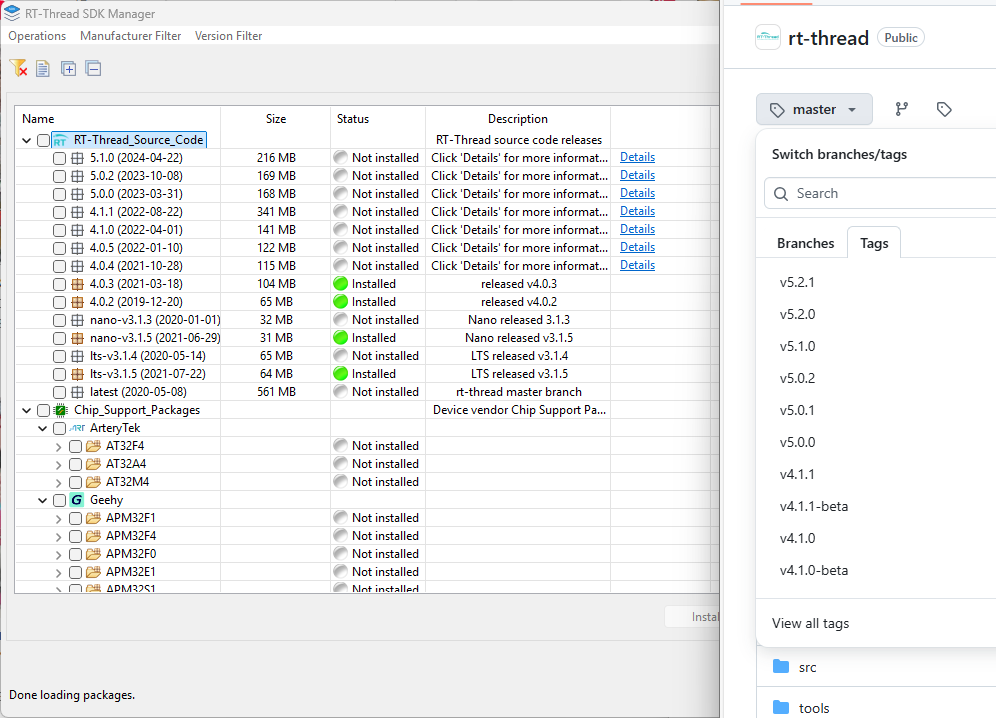 RT-Thread SDK Manager
Operations Manufacturer Filter Version Filter
Name Size Status Description
RT-Thread_Source_Code RT-Thread source code releases
5.1.0 (2024-04-22) 216 MB Not installed Click 'Details' for more informat... Details
5.0.2 (2023-10-08) 169 MB Not installed Click 'Details' for more informat... Details
5.0.0 (2023-03-31) 168 MB Not installed Click 'Details' for more informat... Details
4.1.1 (2022-08-22) 341 MB Not installed Click 'Details' for more informat... Details
4.1.0 (2022-04-01) 141 MB Not installed Click 'Details' for more informat... Details
4.0.5 (2022-01-10) 122 MB Not installed Click 'Details' for more informat... Details
4.0.4 (2021-10-28) 115 MB Not installed Click 'Details' for more informat... Details
4.0.3 (2021-03-18) 104 MB Installed released v4.0.3
4.0.2 (2019-12-20) 65 MB Installed released v4.0.2
nano-v3.1.3 (2020-01-01) 32 MB Not installed Nano released 3.1.3
nano-v3.1.5 (2021-06-29) 31 MB Installed Nano released v3.1.5
lts-v3.1.4 (2020-05-14) 65 MB Not installed LTS released v3.1.4
lts-v3.1.5 (2021-07-22) 64 MB Installed LTS released v3.1.5
latest (2020-05-08) 561 MB Not installed rt-thread master branch
Chip_Support_Packages Device vendor Chip Support Pa...
ArteryTek
AT32F4 Not installed
AT32A4 Not installed
AT32M4 Not installed
Geehy
APM32F1 Not installed
APM32F4 Not installed
APM32F0 Not installed
APM32E1 Not installed
APM32S1 Not installed
Instal
Done loading packages.
rt-thread Public
master
Switch branches/tags
Search
Branches Tags
v5.2.1
v5.2.0
v5.1.0
v5.0.2
v5.0.1
v5.0.0
v4.1.1
v4.1.1-beta
v4.1.0
v4.1.0-beta
View all tags
src
tools